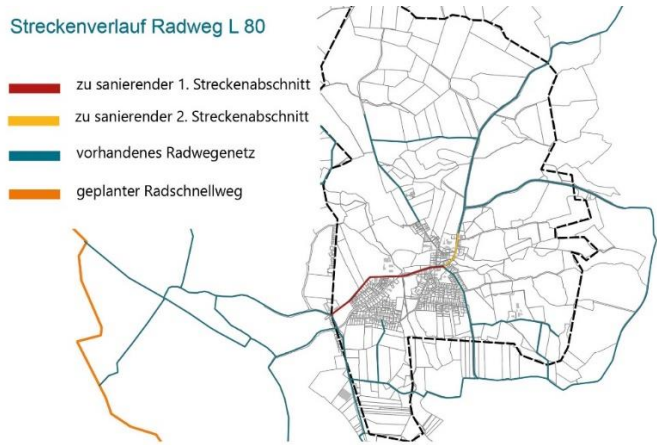 Streckenverlauf Radweg L 80
zu sanierender 1. Streckenabschnitt
zu sanierender 2. Streckenabschnitt
vorhandenes Radwegenetz
geplanter Radschnellweg